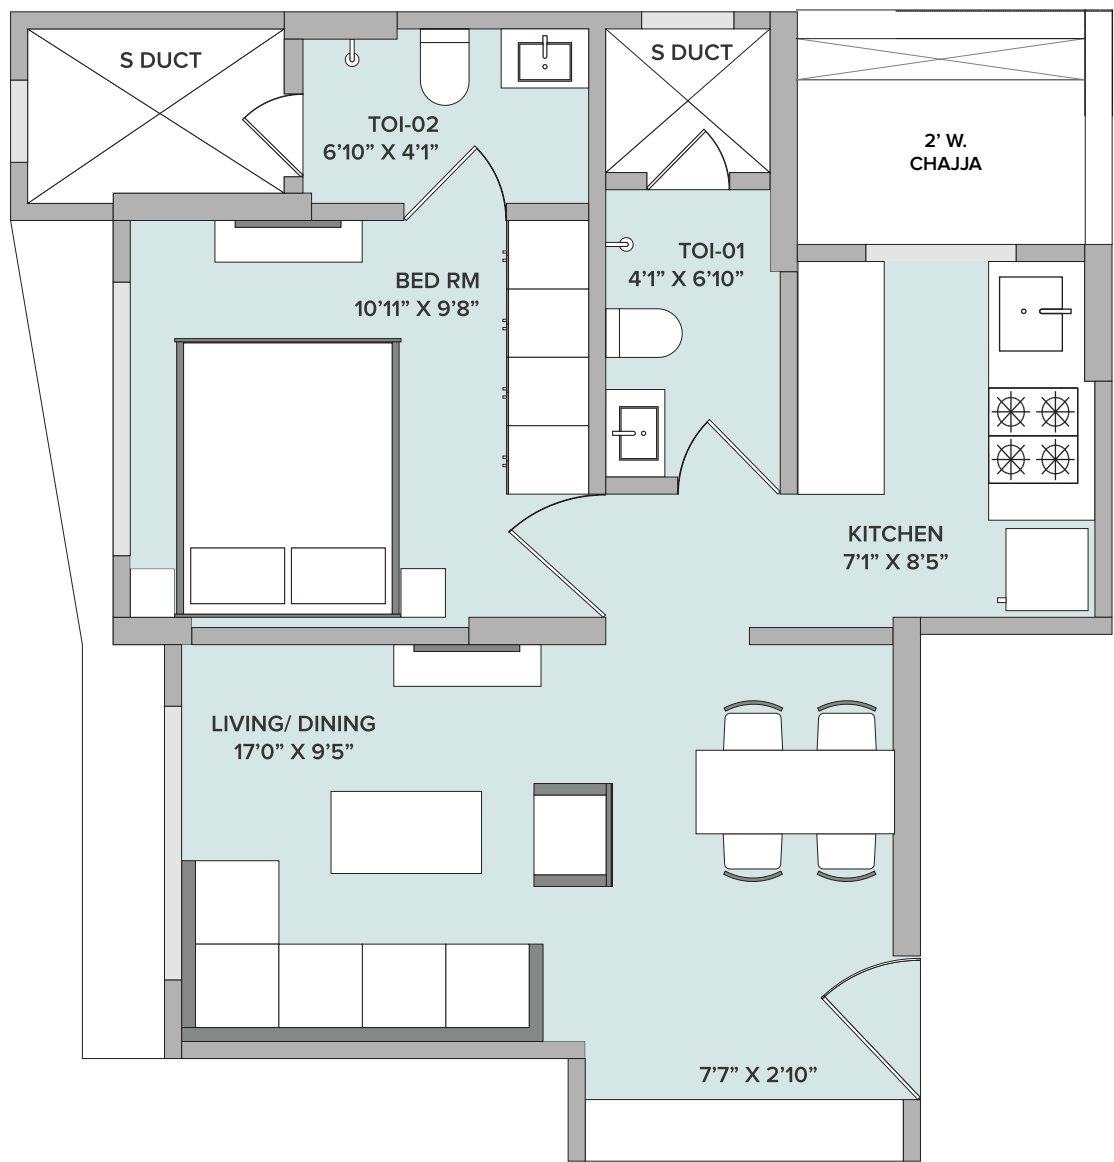 S DUCT
TOI-02
6’10” X 4’1”
S DUCT
2’ W.
CHAJJA
TOI-01
4’1” X 6’10”
BED RM
10’11” X 9’8”
KITCHEN
7’1” X 8’5”
LIVING/ DINING
17’0” X 9’5”
7’7” X 2’10”